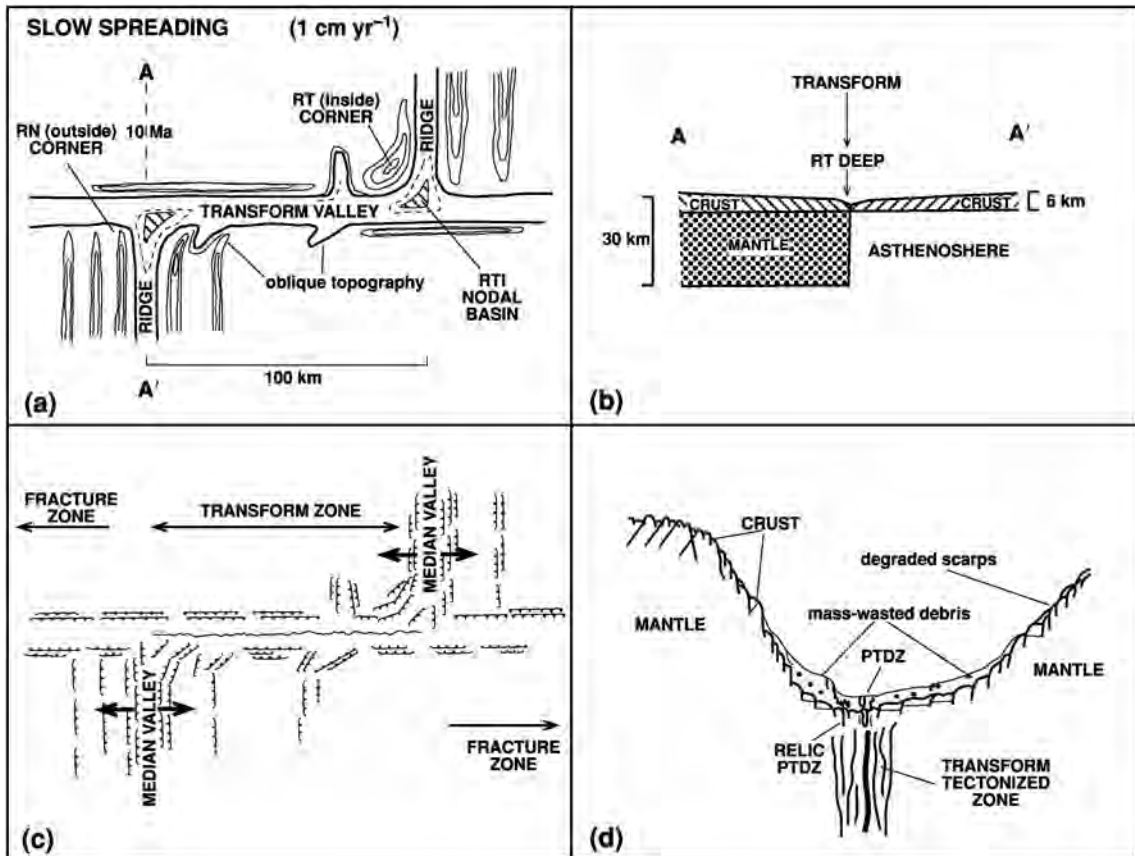 SLOW SPREADING (1 cm yr⁻¹)
A
RN (outside) 10 Ma
CORNER
RT (inside)
CORNER
RIDGE
TRANSFORM VALLEY
oblique topography
RTI
NODAL
BASIN
RIDGE
100 km
A'
(a)
TRANSFORM
A
A'
RT DEEP
CRUST
CRUST
6 km
30 km
MANTLE
ASTHENOSHERE
(b)
FRACTURE
ZONE
TRANSFORM ZONE
MEDIAN VALLEY
MEDIAN VALLEY
FRACTURE
ZONE
(c)
CRUST
degraded scarps
MANTLE
mass-wasted debris
PTDZ
MANTLE
RELIC
PTDZ
TRANSFORM
TECTONIZED
ZONE
(d)